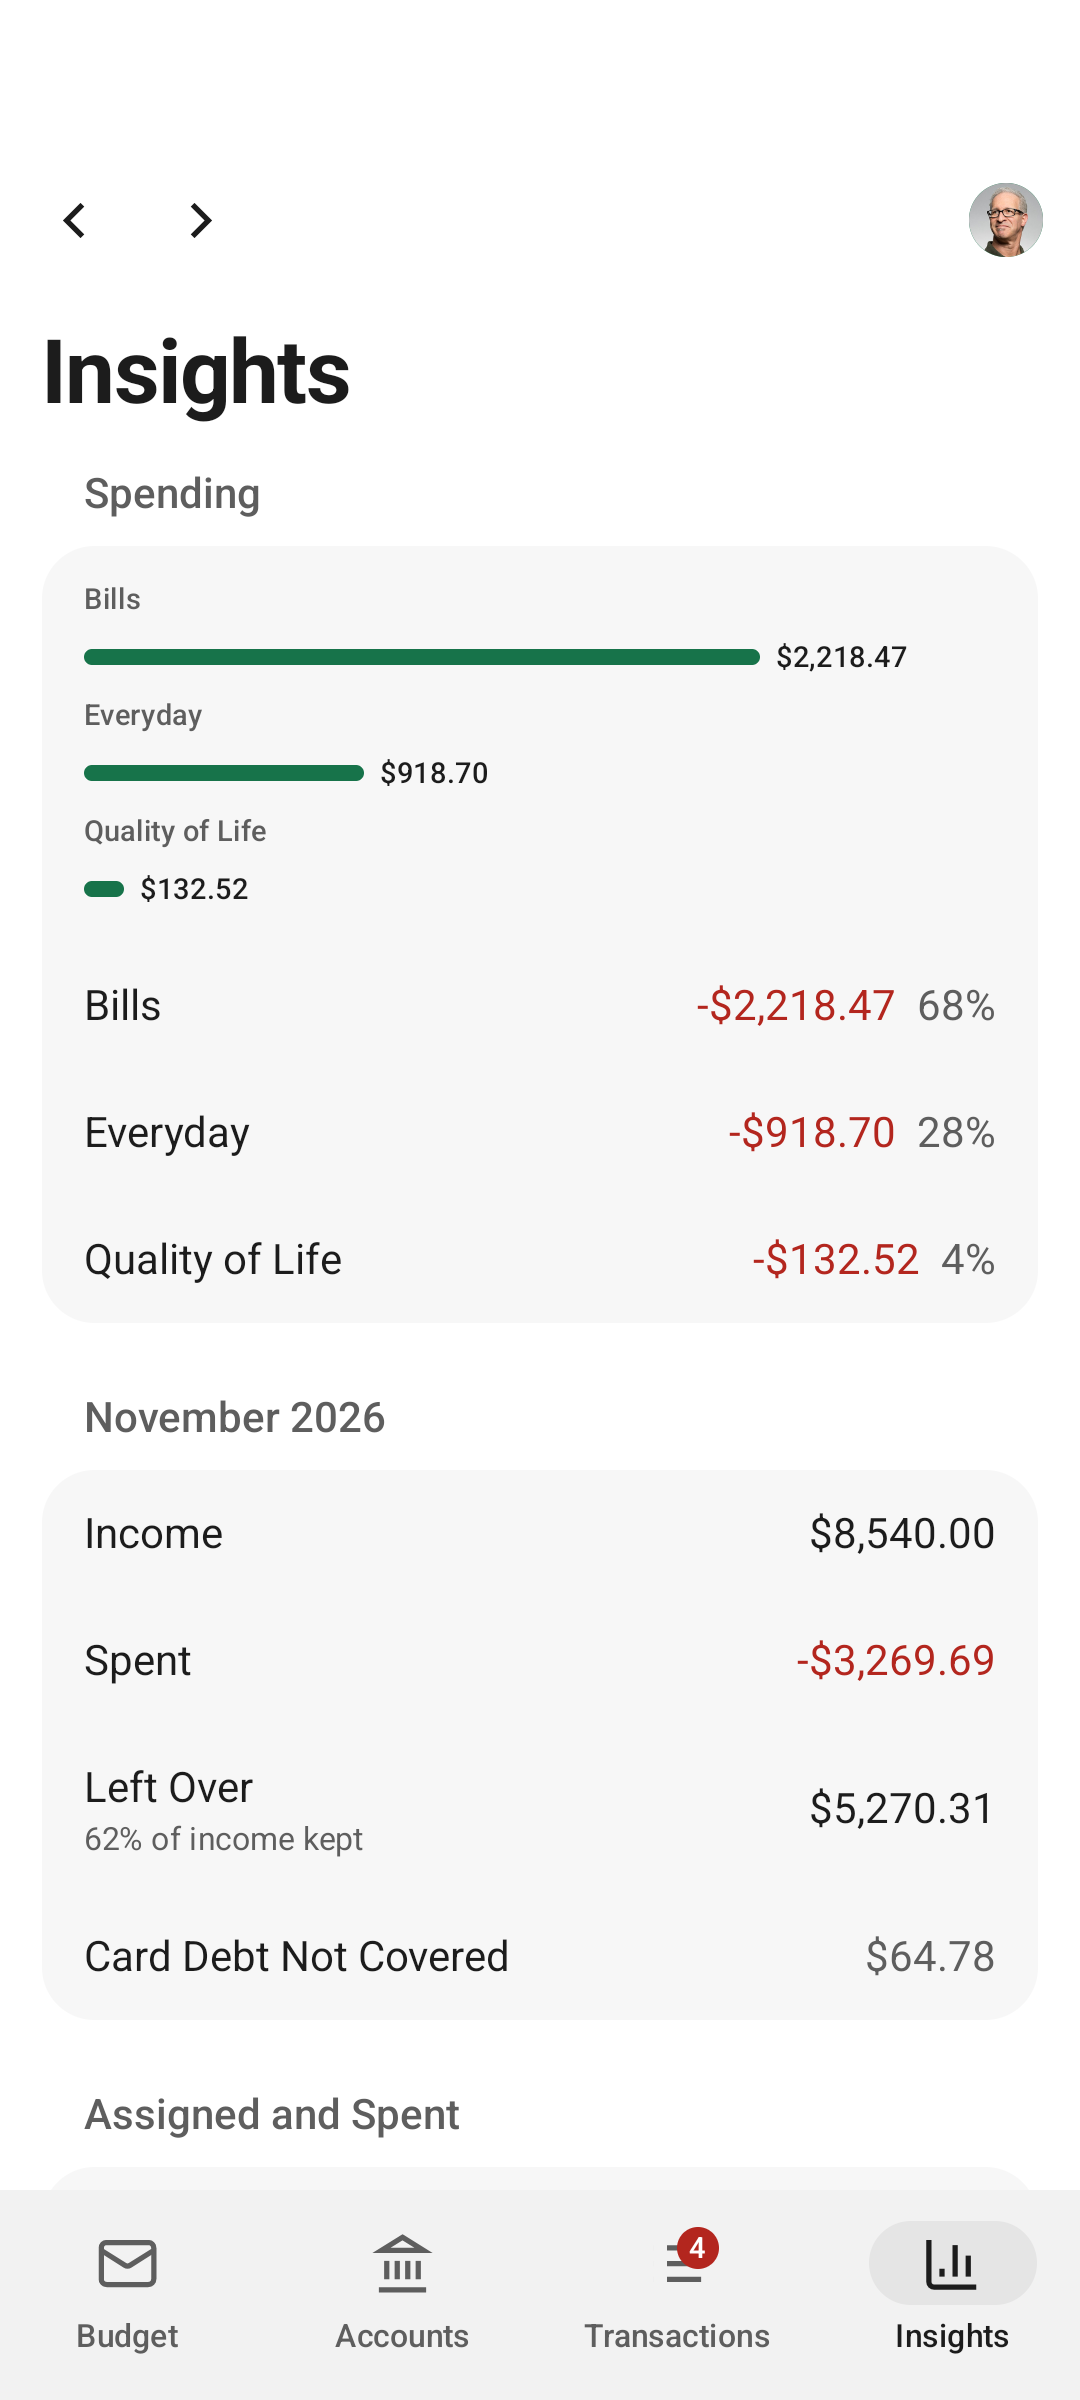 Insights
Spending
Bills
$2,218.47
Everyday
$918.70
Quality of Life
$132.52
Bills -$2,218.47 68%
Everyday -$918.70 28%
Quality of Life -$132.52 4%
November 2026
Income $8,540.00
Spent -$3,269.69
Left Over $5,270.31
62% of income kept
Card Debt Not Covered $64.78
Assigned and Spent
4
Budget Accounts Transactions Insights